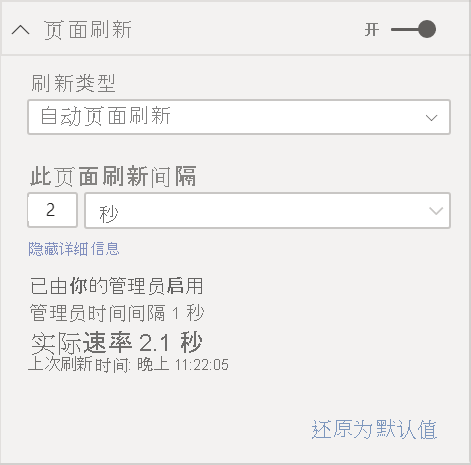 页面刷新 开
刷新类型
自动页面刷新
此页面刷新间隔
2 秒
隐藏详细信息
已由你的管理员启用
管理员时间间隔 1 秒
实际速率 2.1 秒
上次刷新时间: 晚上 11:22:05
还原为默认值